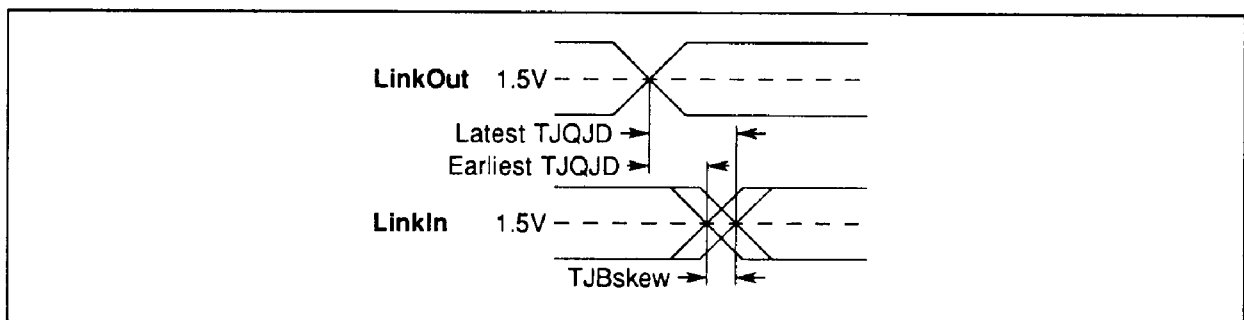 LinkOut 1.5V
Latest TJQJD
Earliest TJQJD
LinkIn 1.5V
TJBskew